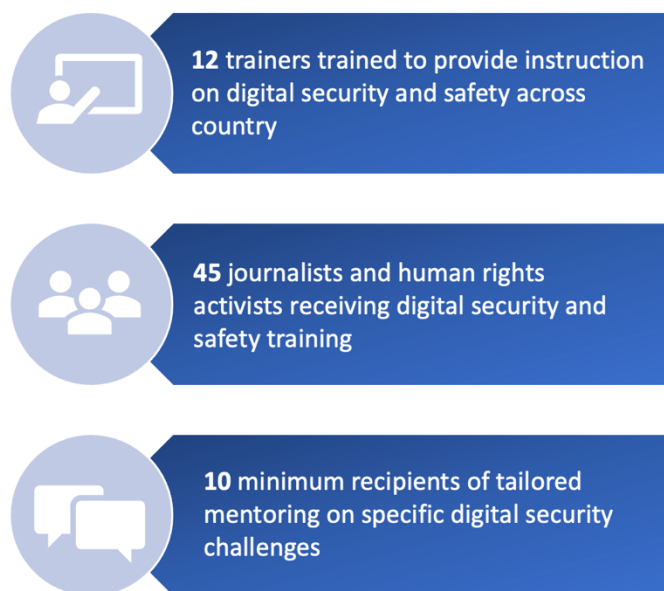 12 trainers trained to provide instruction
on digital security and safety across
country
45 journalists and human rights
activists receiving digital security and
safety training
10 minimum recipients of tailored
mentoring on specific digital security
challenges